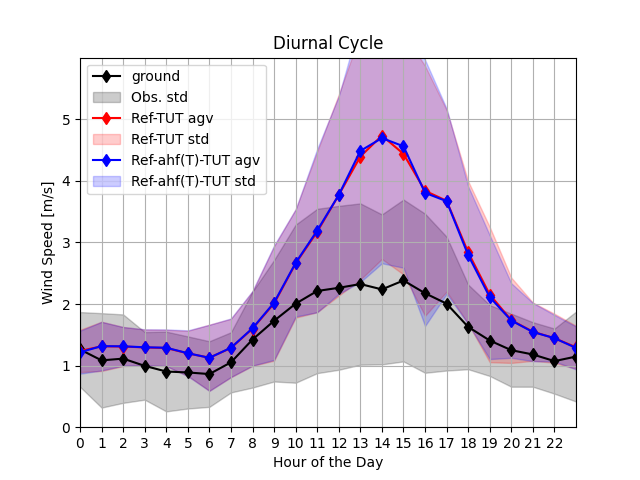 Diurnal Cycle
ground
Obs. std
Ref-TUT agv
Ref-TUT std
Ref-ahf(T)-TUT agv
Ref-ahf(T)-TUT std
Wind Speed [m/s]
5
4
3
2
1
0
0 1 2 3 4 5 6 7 8 9 10 11 12 13 14 15 16 17 18 19 20 21 22
Hour of the Day